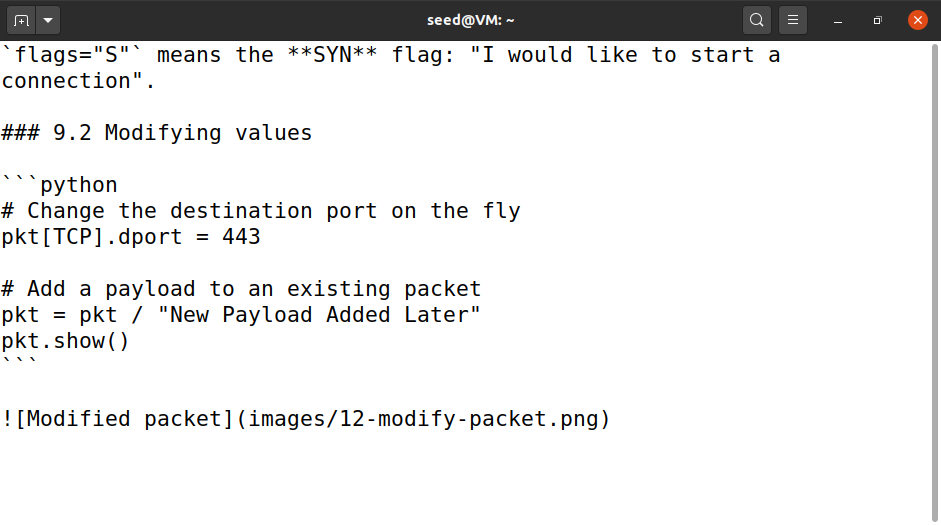 seed@VM: ~
`flags="S"` means the **SYN** flag: "I would like to start a
connection".
### 9.2 Modifying values
```python
# Change the destination port on the fly
pkt[TCP].dport = 443
# Add a payload to an existing packet
pkt = pkt / "New Payload Added Later"
pkt.show()
```
![Modified packet](images/12-modify-packet.png)